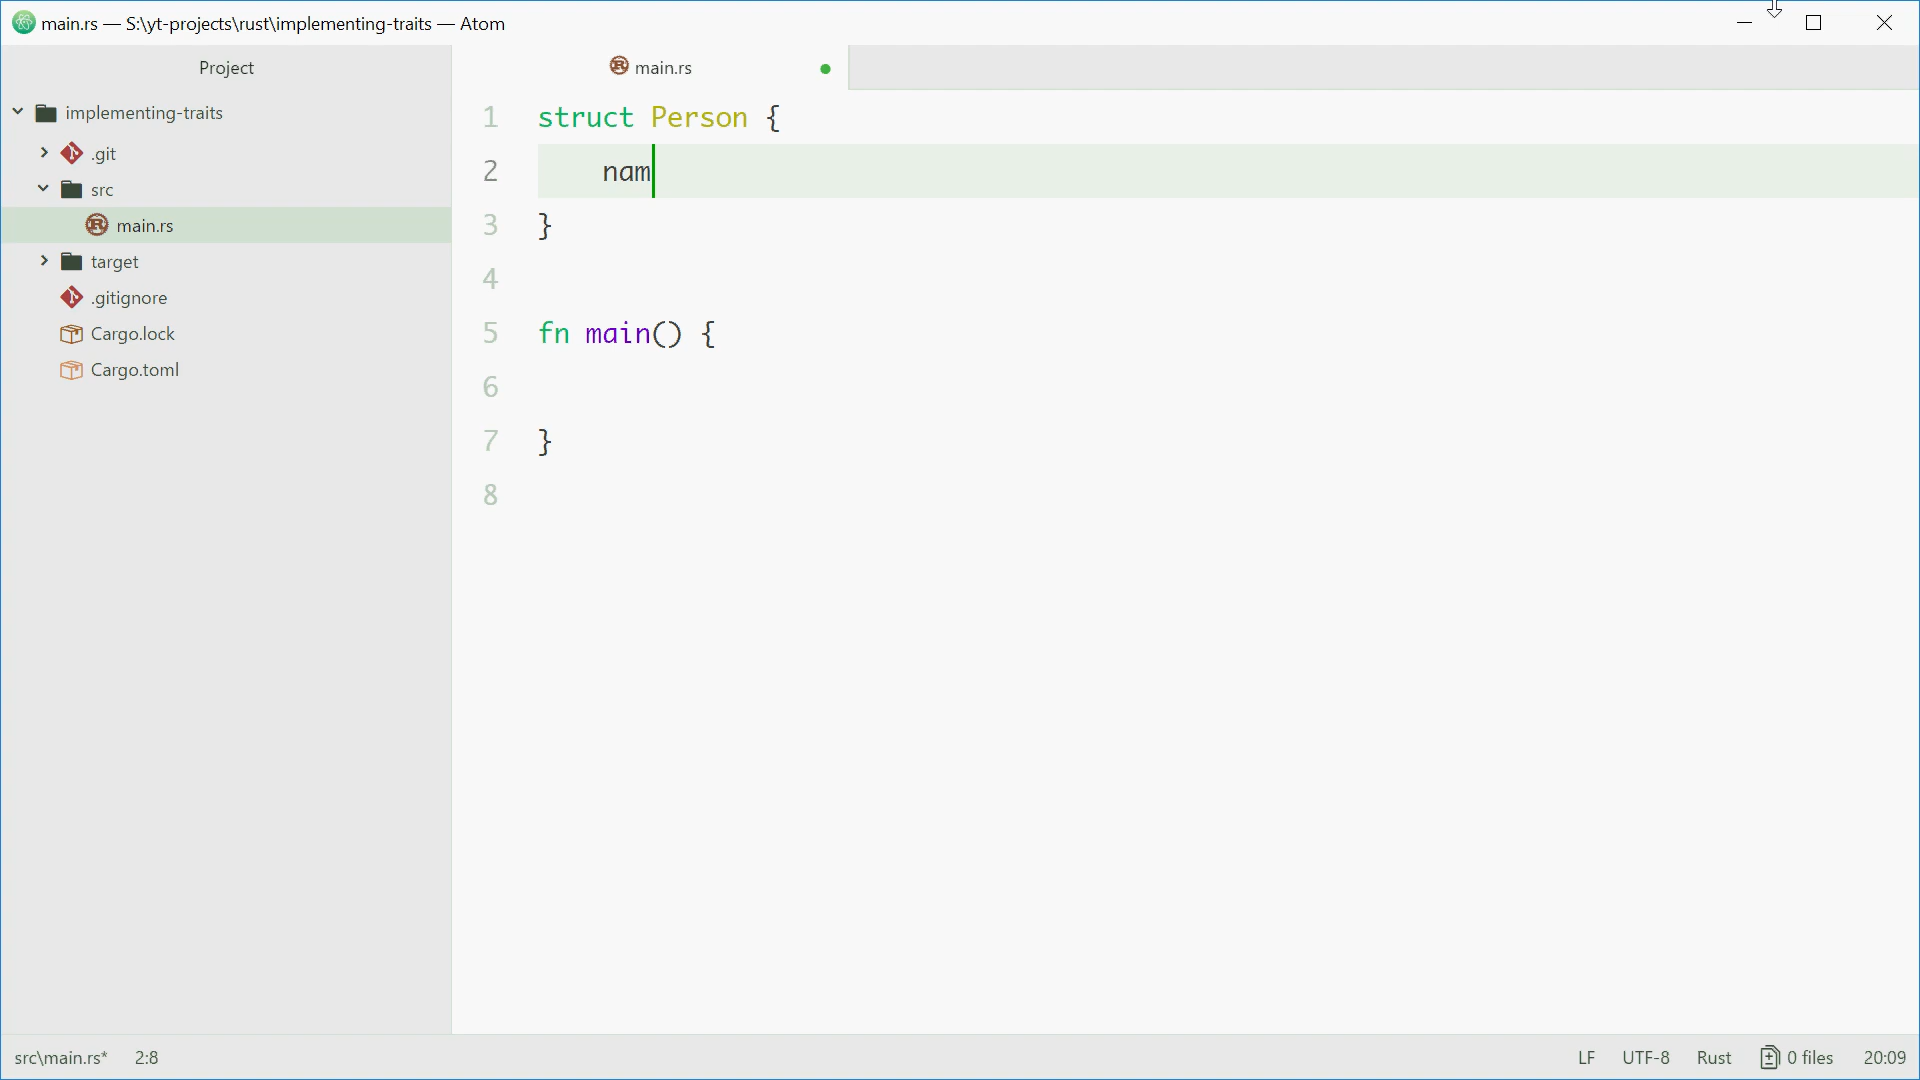 main.rs — S:\yt-projects\rust\implementing-traits — Atom
Project
main.rs
implementing-traits
.git
src
main.rs
target
.gitignore
Cargo.lock
Cargo.toml
1 struct Person {
2     nam
3 }
4
5 fn main() {
6
7 }
8
src\main.rs* 2:8
LF UTF-8 Rust 0 files 20:09